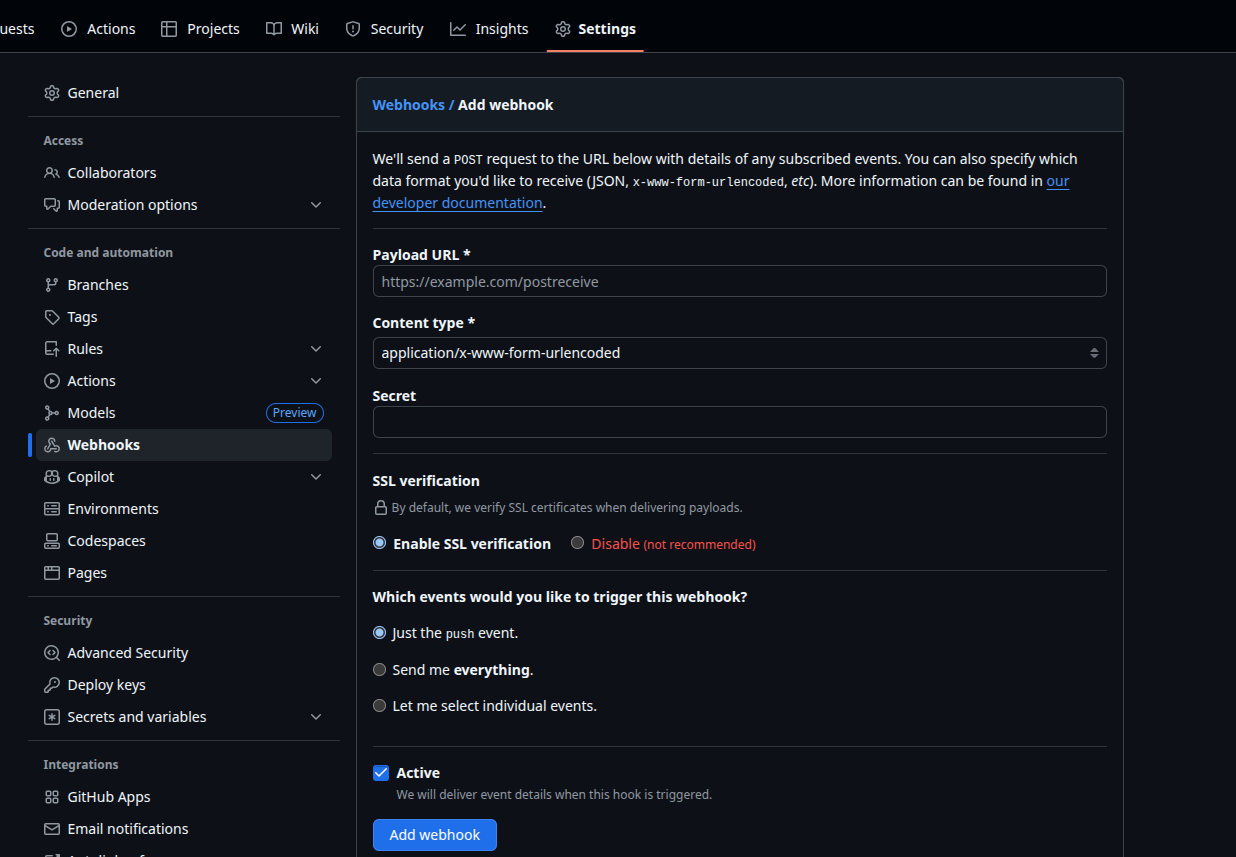 uests
Actions
Projects
Wiki
Security
Insights
Settings
General
Access
Collaborators
Moderation options
Code and automation
Branches
Tags
Rules
Actions
Models
Preview
Webhooks
Copilot
Environments
Codespaces
Pages
Security
Advanced Security
Deploy keys
Secrets and variables
Integrations
GitHub Apps
Email notifications
Webhooks / Add webhook
We'll send a POST request to the URL below with details of any subscribed events. You can also specify which
data format you'd like to receive (JSON, x-www-form-urlencoded, etc). More information can be found in our
developer documentation.
Payload URL *
https://example.com/postreceive
Content type *
application/x-www-form-urlencoded
Secret
SSL verification
By default, we verify SSL certificates when delivering payloads.
Enable SSL verification
Disable (not recommended)
Which events would you like to trigger this webhook?
Just the push event.
Send me everything.
Let me select individual events.
Active
We will deliver event details when this hook is triggered.
Add webhook